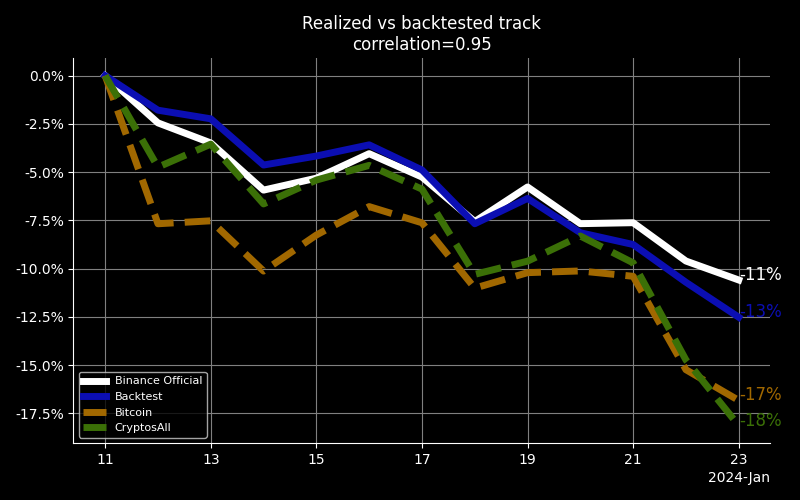 Realized vs backtested track
correlation=0.95
0.0%
-2.5%
-5.0%
-7.5%
-10.0%
-12.5%
-15.0%
-17.5%
-11%
-13%
-17%
-18%
Binance Official
Backtest
Bitcoin
CryptosAll
11 13 15 17 19 21 23
2024-Jan